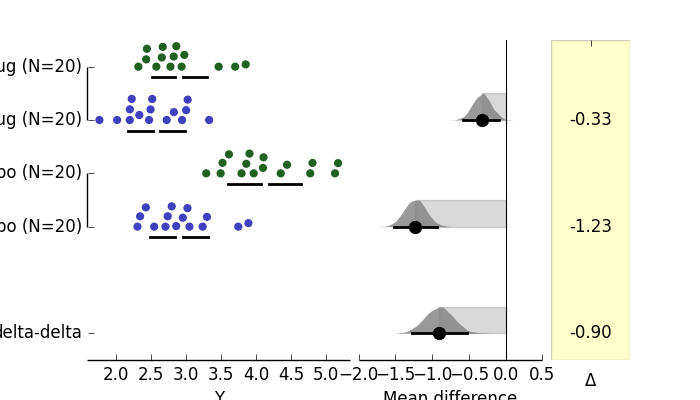 ug (N=20)
ug (N=20) -0.33
bo (N=20)
bo (N=20) -1.23
delta-delta -0.90
2.0 2.5 3.0 3.5 4.0 4.5 5.0 −2.0 −1.5 −1.0 −0.5 0.0 0.5
Y Mean difference Δ